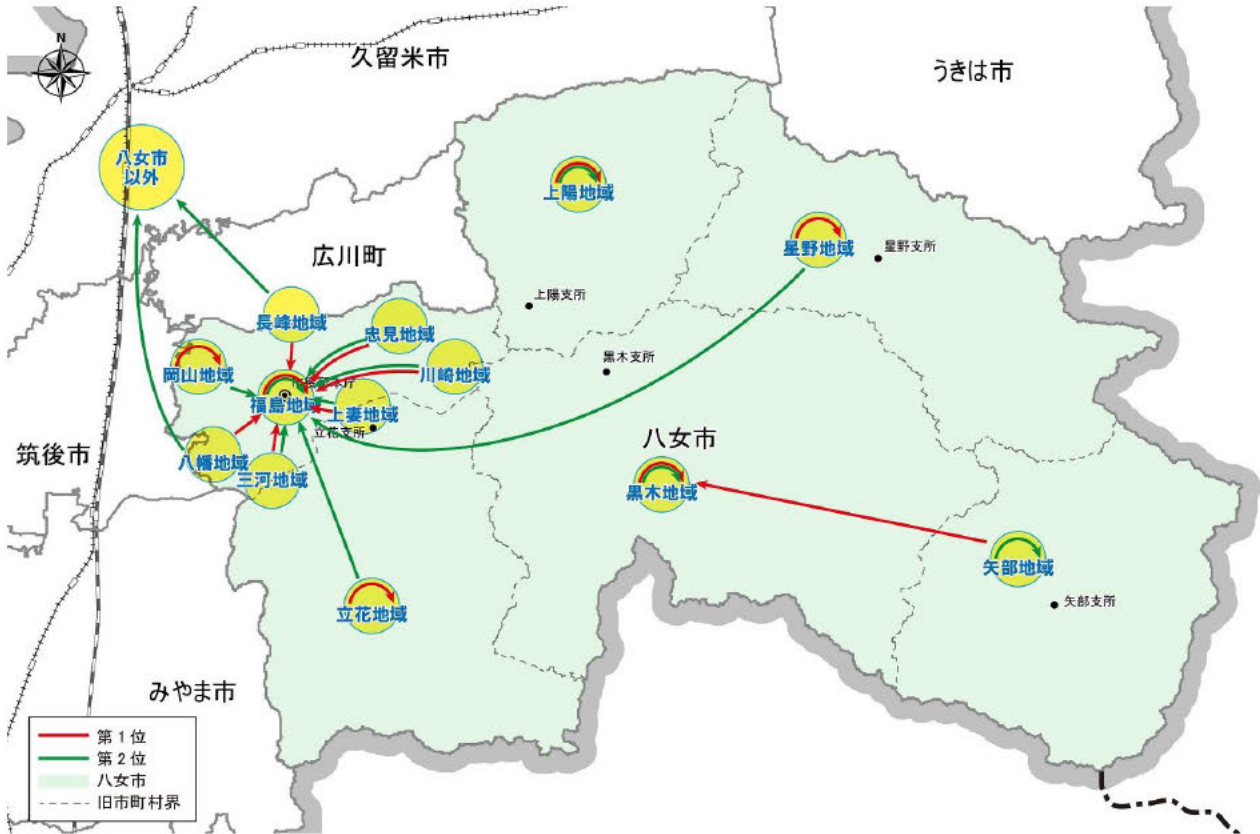 N
久留米市
うきは市
八女市
以外
上陽地域
星野地域
星野支所
広川町
上陽支所
長峰地域
忠見地域
黒木支所
岡山地域
川崎地域
福島地域
上妻地域
立花支所
八女市
筑後市
八幡地域
三河地域
黒木地域
矢部地域
矢部支所
立花地域
みやま市
第1位
第2位
八女市
旧市町村界